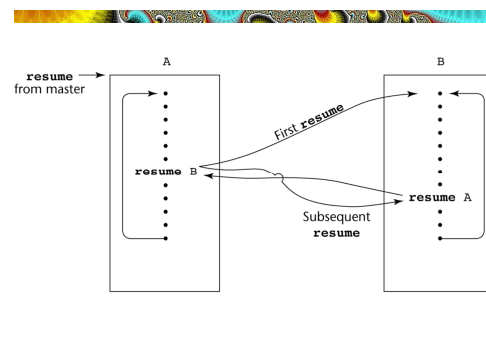 A
B
resume
from master
First resume
resume B
resume A
Subsequent
resume